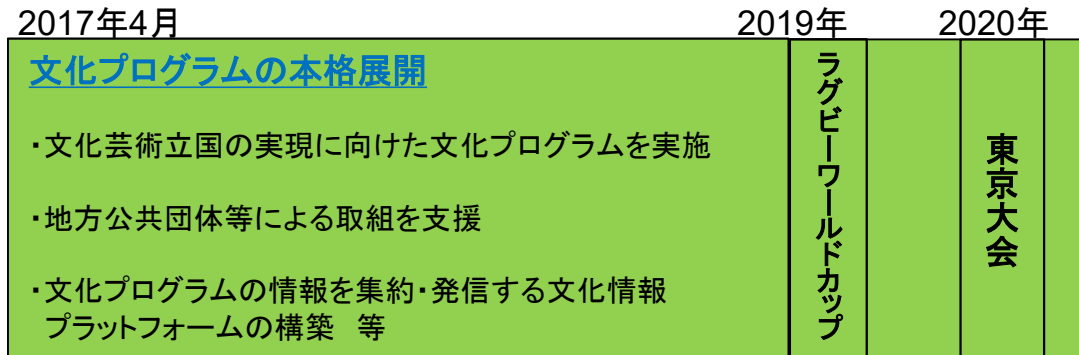 2017年4月
2019年
2020年
文化プログラムの本格展開
・文化芸術立国の実現に向けた文化プログラムを実施
・地方公共団体等による取組を支援
・文化プログラムの情報を集約・発信する文化情報
プラットフォームの構築　等
ラグビーワールドカップ
東京大会